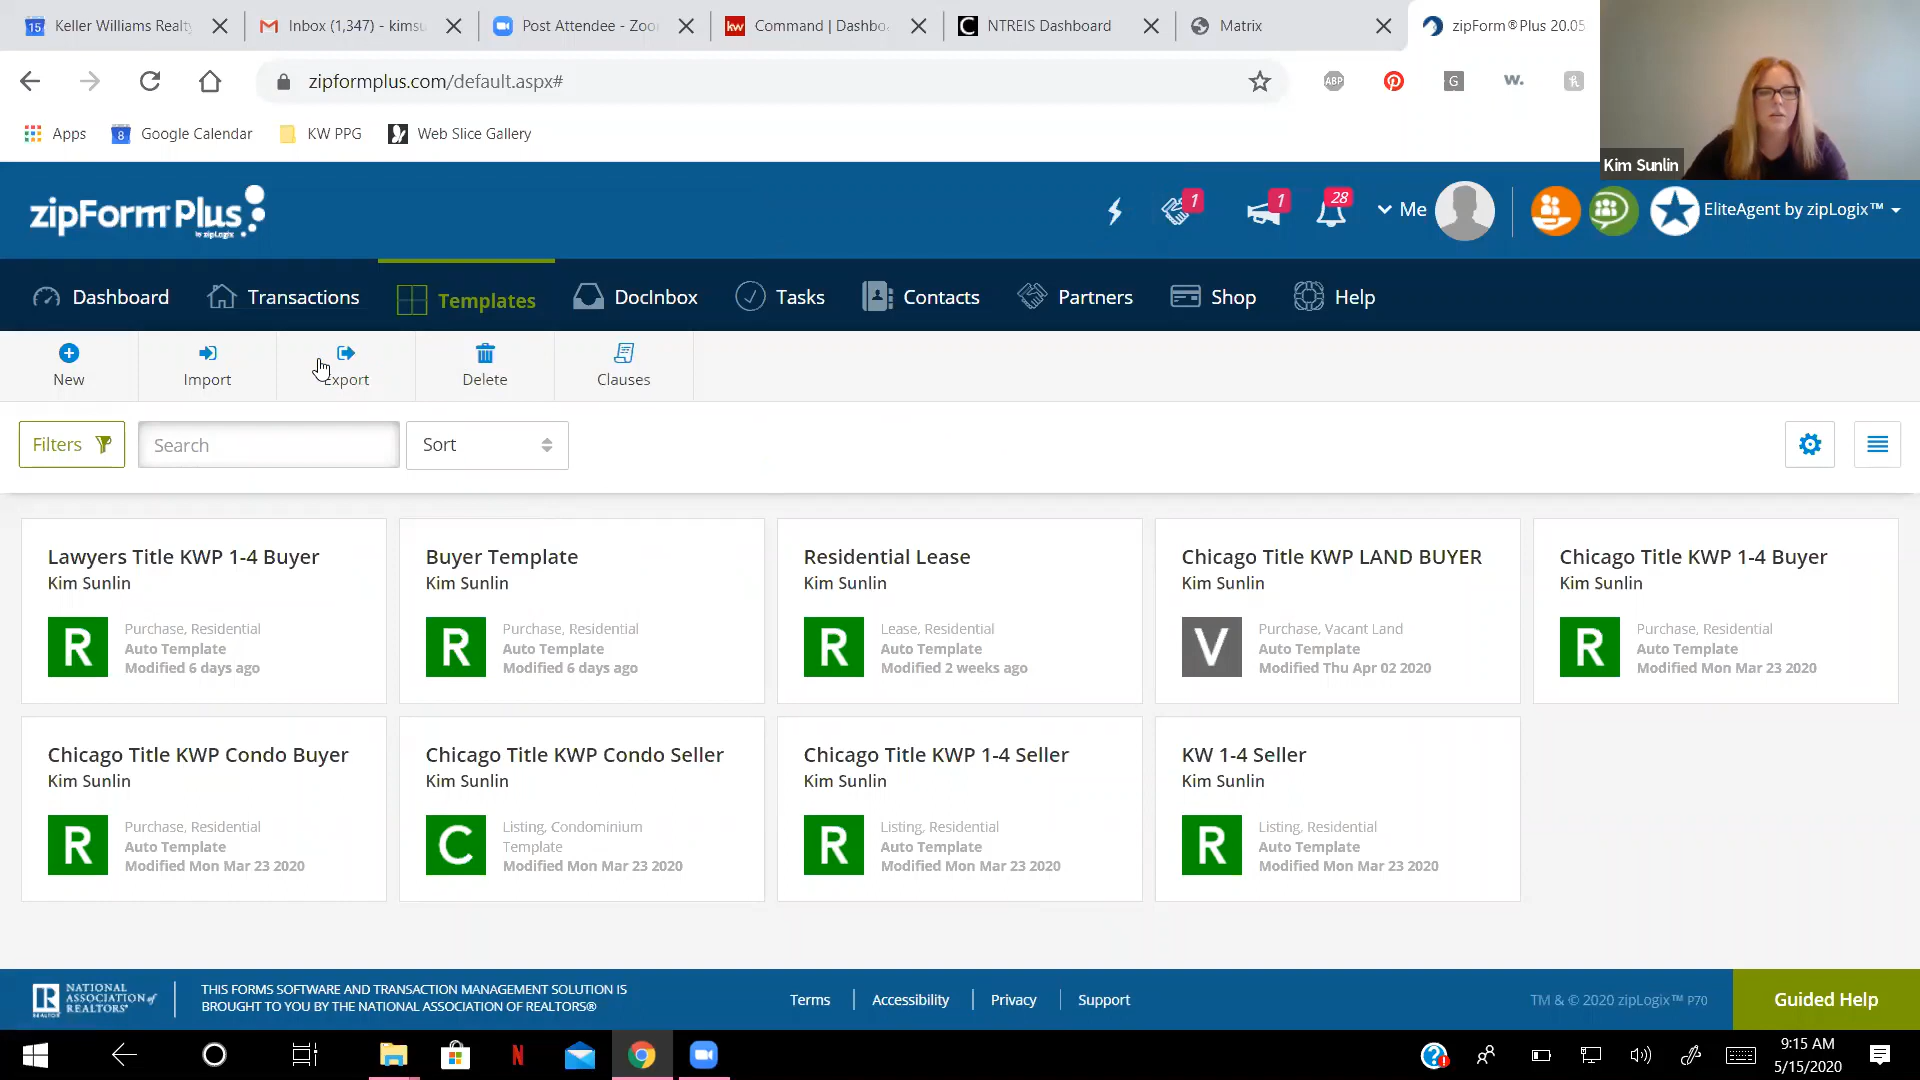 15 Keller Williams Realty
Inbox (1,347) - kimsu
Post Attendee - Zoo
kw Command | Dashbo
C NTREIS Dashboard
Matrix
zipForm®Plus 20.05
zipformplus.com/default.aspx#
ABP
G
w.
h
Apps
8 Google Calendar
KW PPG
Web Slice Gallery
Kim Sunlin
zipForm Plus
by zipLogix
1
1
28
Me
EliteAgent by zipLogix™
Dashboard
Transactions
Templates
DocInbox
Tasks
Contacts
Partners
Shop
Help
New
Import
Export
Delete
Clauses
Filters
Search
Sort
Lawyers Title KWP 1-4 Buyer
Kim Sunlin
R
Purchase, Residential
Auto Template
Modified 6 days ago
Buyer Template
Kim Sunlin
R
Purchase, Residential
Auto Template
Modified 6 days ago
Residential Lease
Kim Sunlin
R
Lease, Residential
Auto Template
Modified 2 weeks ago
Chicago Title KWP LAND BUYER
Kim Sunlin
V
Purchase, Vacant Land
Auto Template
Modified Thu Apr 02 2020
Chicago Title KWP 1-4 Buyer
Kim Sunlin
R
Purchase, Residential
Auto Template
Modified Mon Mar 23 2020
Chicago Title KWP Condo Buyer
Kim Sunlin
R
Purchase, Residential
Auto Template
Modified Mon Mar 23 2020
Chicago Title KWP Condo Seller
Kim Sunlin
C
Listing, Condominium
Template
Modified Mon Mar 23 2020
Chicago Title KWP 1-4 Seller
Kim Sunlin
R
Listing, Residential
Auto Template
Modified Mon Mar 23 2020
KW 1-4 Seller
Kim Sunlin
R
Listing, Residential
Auto Template
Modified Mon Mar 23 2020
R
REALTOR®
NATIONAL
ASSOCIATION of
REALTORS®
THIS FORMS SOFTWARE AND TRANSACTION MANAGEMENT SOLUTION IS
BROUGHT TO YOU BY THE NATIONAL ASSOCIATION OF REALTORS®
Terms
Accessibility
Privacy
Support
TM & © 2020 zipLogix™ P70
Guided Help
N
9:15 AM
5/15/2020